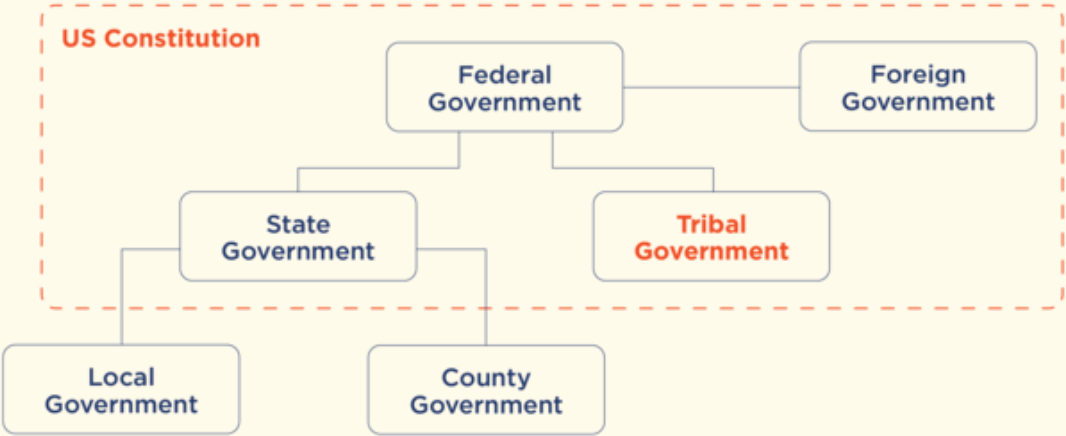 US Constitution
Federal
Government
Foreign
Government
State
Government
Tribal
Government
Local
Government
County
Government